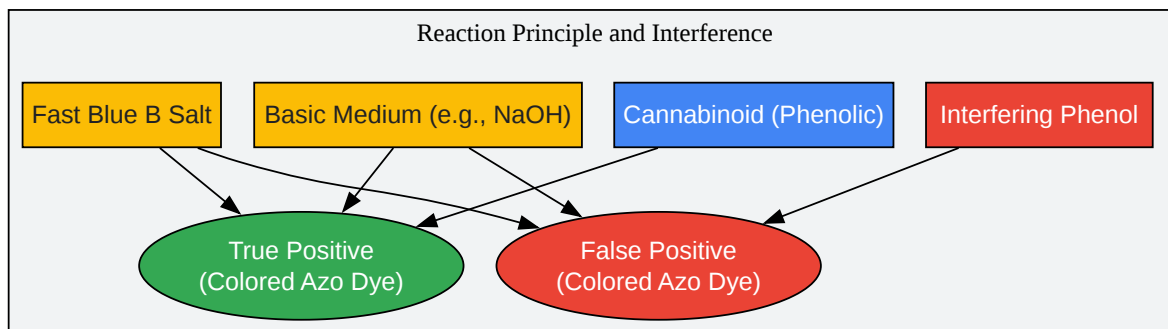 Reaction Principle and Interference
Fast Blue B Salt
Basic Medium (e.g., NaOH)
Cannabinoid (Phenolic)
Interfering Phenol
True Positive
(Colored Azo Dye)
False Positive
(Colored Azo Dye)